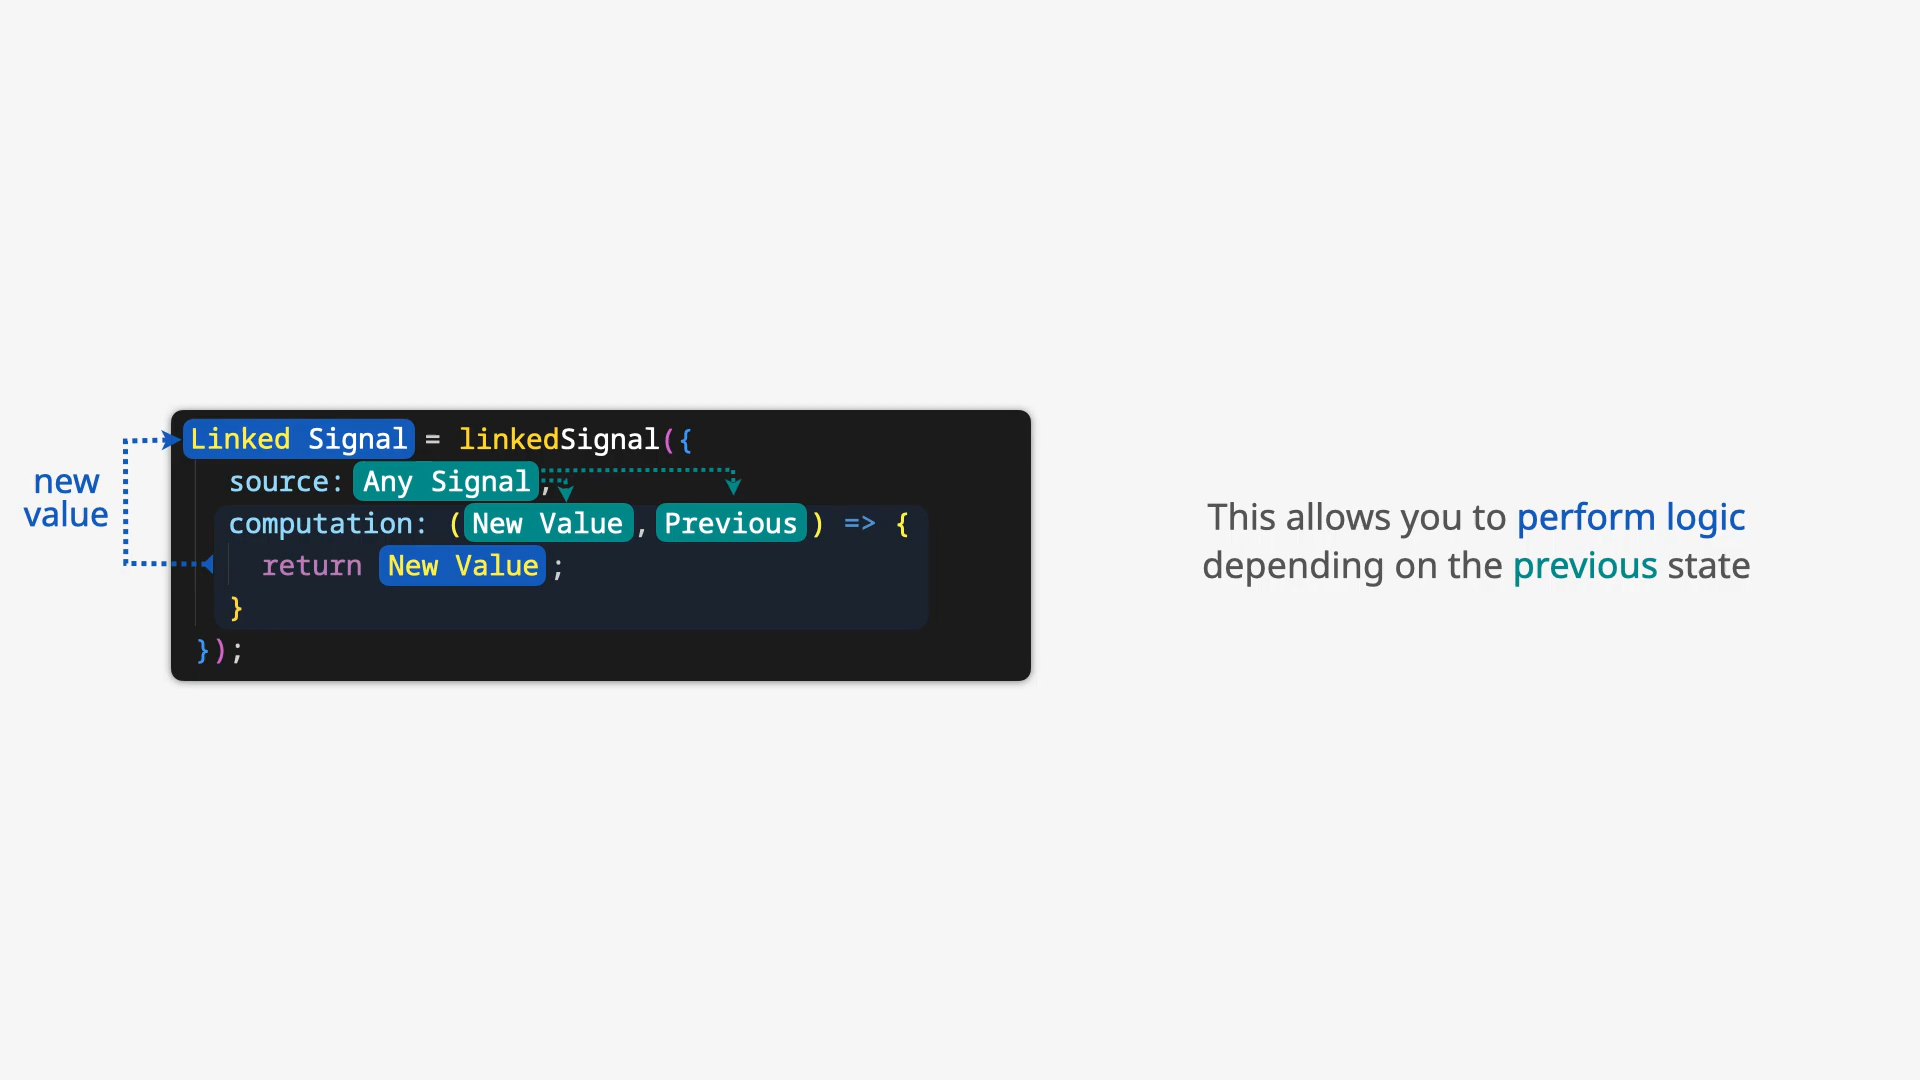 new
value
Linked Signal = linkedSignal({
source: Any Signal,
computation: (New Value, Previous) => {
return New Value;
}
});
This allows you to perform logic
depending on the previous state